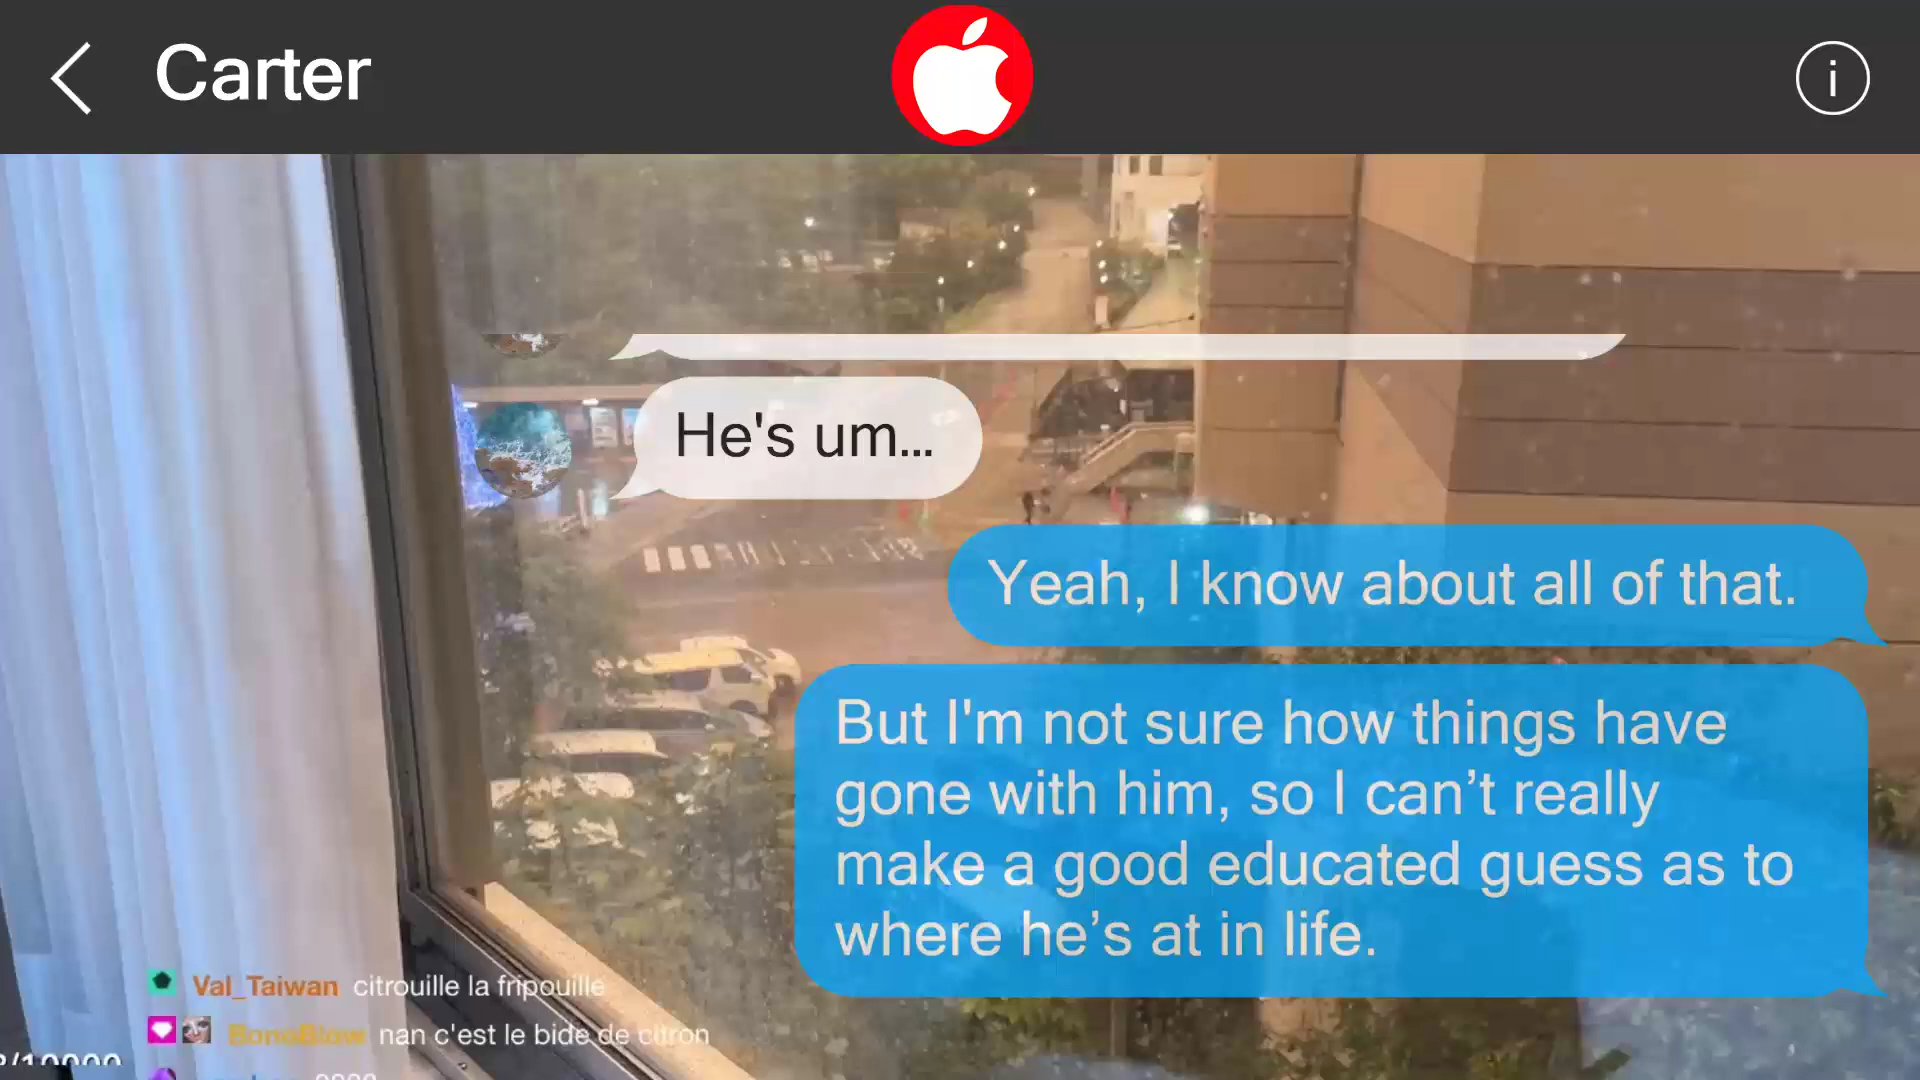 Carter
i
He's um...
Yeah, I know about all of that.
But I'm not sure how things have
gone with him, so I can’t really
make a good educated guess as to
where he’s at in life.
Val_Taiwan citrouille la fripouille
BonoBlow nan c'est le bide de citron
/10000